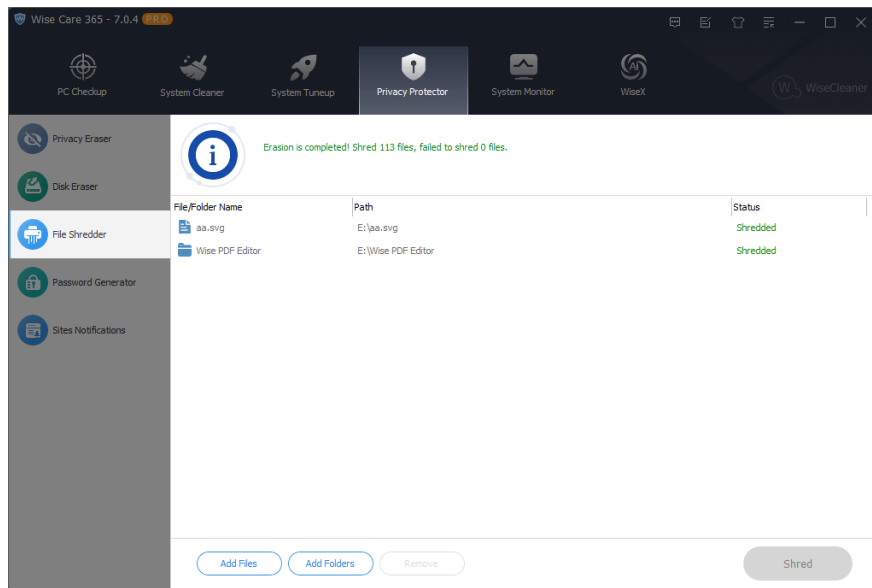 Wise Care 365 - 7.0.4 PRO
PC Checkup
System Cleaner
System Tuneup
Privacy Protector
System Monitor
AI
WiseX
W WiseCleaner
Privacy Eraser
Disk Eraser
File Shredder
Password Generator
Sites Notifications
Erasion is completed! Shred 113 files, failed to shred 0 files.
File/Folder Name Path Status
aa.svg E:\aa.svg Shredded
Wise PDF Editor E:\Wise PDF Editor Shredded
Add Files Add Folders Remove Shred